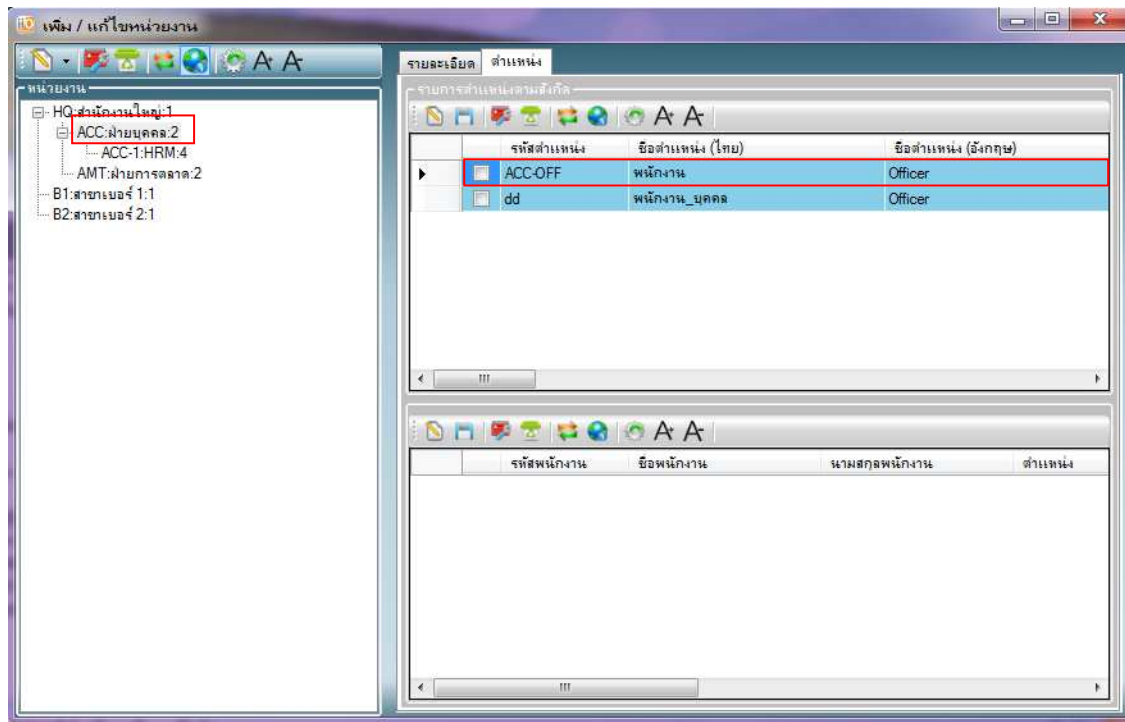 เพิ่ม / แก้ไขหน่วยงาน
A+ A-
หน่วยงาน
HQ:สำนักงานใหญ่:1
ACC:ฝ่ายบุคคล:2
ACC-1:HRM:4
AMT:ฝ่ายการตลาด:2
B1:สาขาเบอร์ 1:1
B2:สาขาเบอร์ 2:1
รายละเอียด ตำแหน่ง
รายการตำแหน่งตามสังกัด
A+ A-
รหัสตำแหน่ง ชื่อตำแหน่ง (ไทย) ชื่อตำแหน่ง (อังกฤษ)
ACC-OFF พนักงาน Officer
dd พนักงาน_บุคคล Officer
A+ A-
รหัสพนักงาน ชื่อพนักงาน นามสกุลพนักงาน ตำแหน่ง